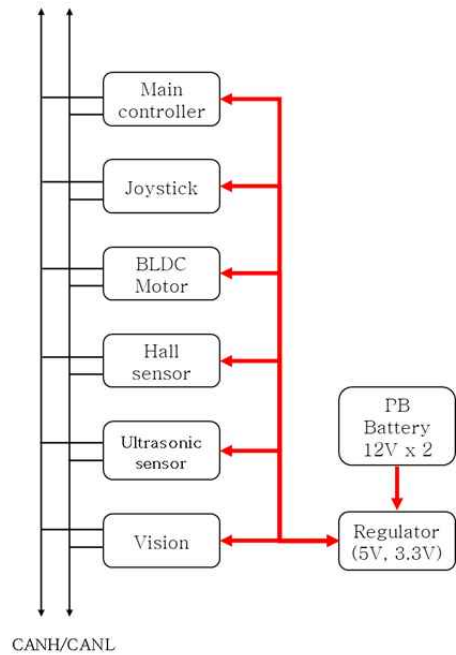 Main
controller
Joystick
BLDC
Motor
Hall
sensor
Ultrasonic
sensor
Vision
PB
Battery
12V x 2
Regulator
(5V, 3.3V)
CANH/CANL